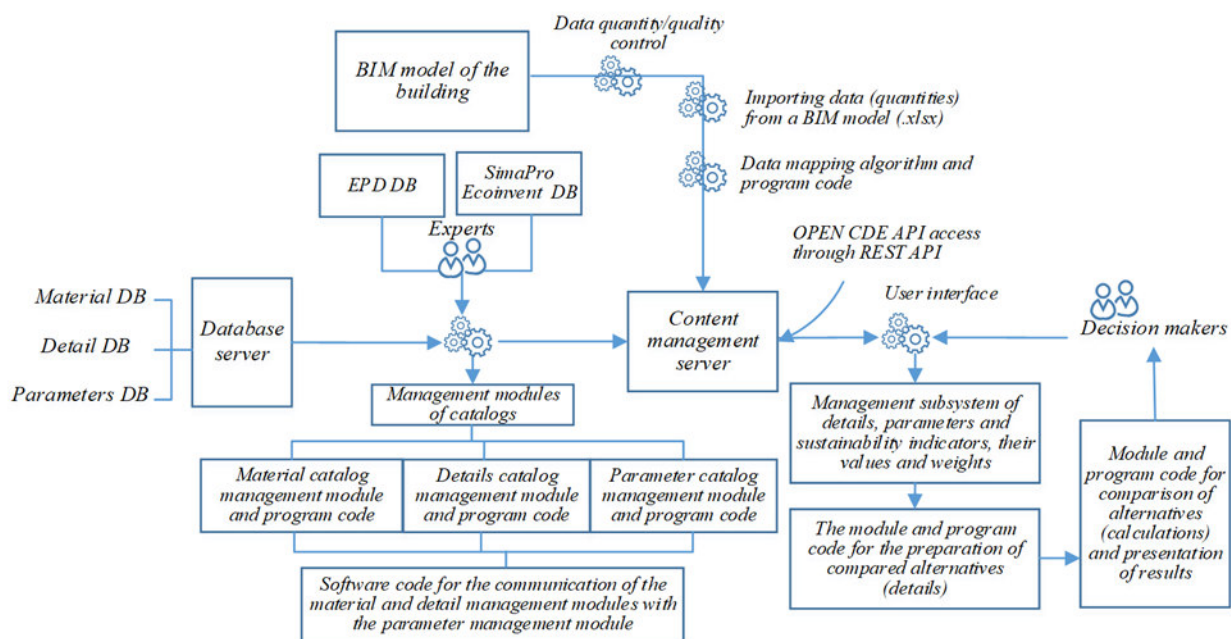 Data quantity/quality
control
BIM model of the
building
Importing data (quantities)
from a BIM model (.xlsx)
Data mapping algorithm and
program code
EPD DB
SimaPro
Ecoinvent DB
Experts
OPEN CDE API access
through REST API
Material DB
Detail DB
Parameters DB
Database
server
Content
management
server
User interface
Decision makers
Management modules
of catalogs
Material catalog
management module
and program code
Details catalog
management module
and program code
Parameter catalog
management module
and program code
Software code for the communication of the
material and detail management modules with
the parameter management module
Management subsystem of
details, parameters and
sustainability indicators, their
values and weights
The module and program
code for the preparation of
compared alternatives
(details)
Module and
program code for
comparison of
alternatives
(calculations)
and presentation
of results